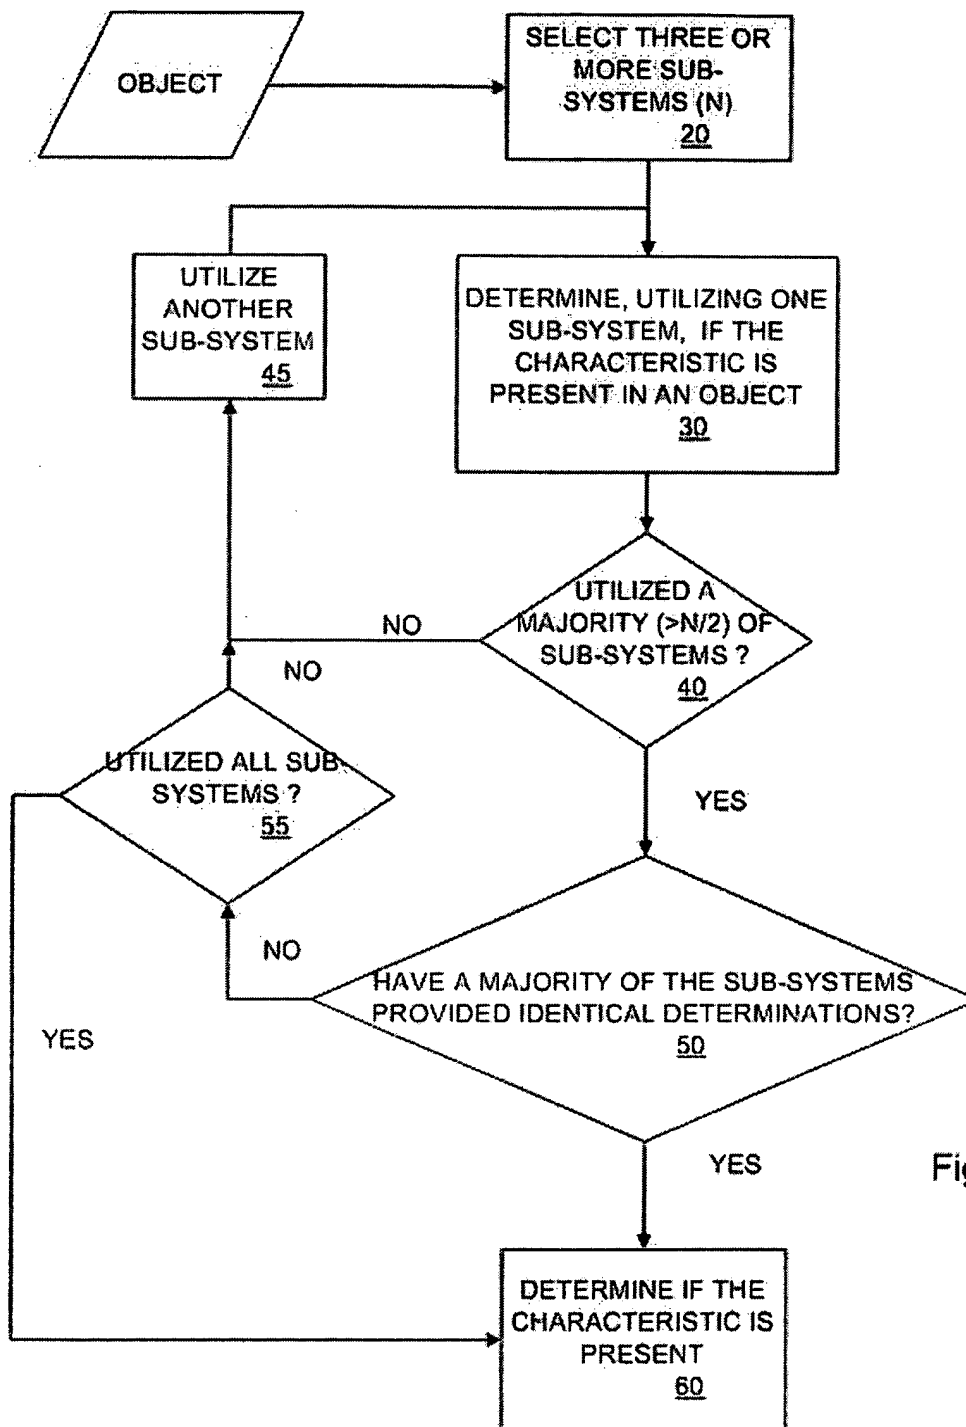 OBJECT
SELECT THREE OR
MORE SUB-
SYSTEMS (N)
20
UTILIZE
ANOTHER
SUB-SYSTEM
45
DETERMINE, UTILIZING ONE
SUB-SYSTEM, IF THE
CHARACTERISTIC IS
PRESENT IN AN OBJECT
30
UTILIZED A
MAJORITY (>N/2) OF
SUB-SYSTEMS ?
40
NO
NO
UTILIZED ALL SUB-
SYSTEMS ?
55
YES
NO
HAVE A MAJORITY OF THE SUB-SYSTEMS
PROVIDED IDENTICAL DETERMINATIONS?
50
YES
YES
Fig
DETERMINE IF THE
CHARACTERISTIC IS
PRESENT
60